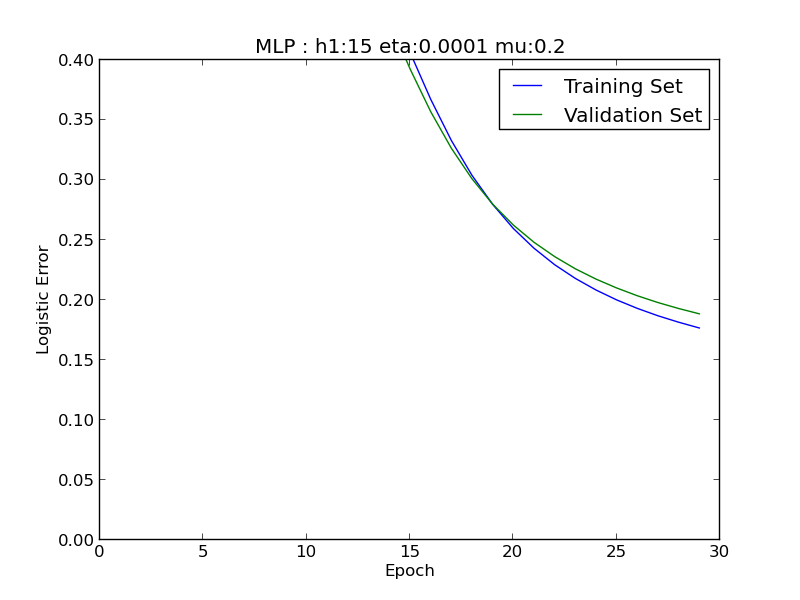 MLP : h1:15 eta:0.0001 mu:0.2
0.40
0.35
0.30
0.25
0.20
0.15
0.10
0.05
0.00
Logistic Error
Training Set
Validation Set
0 5 10 15 20 25 30
Epoch